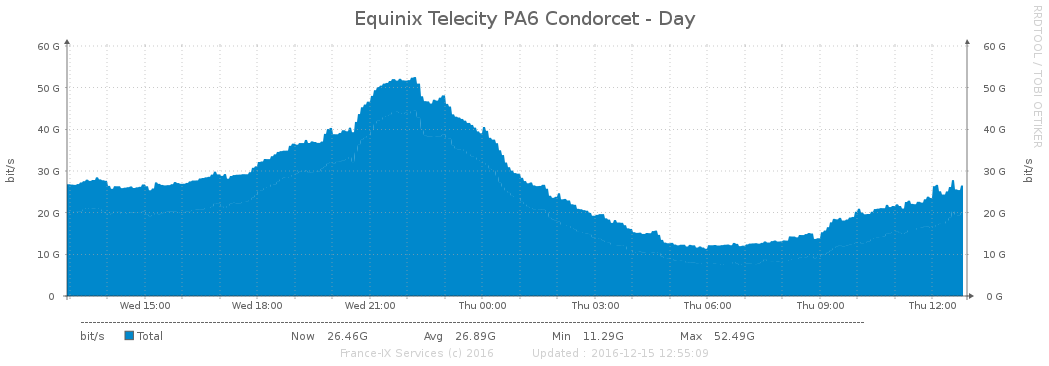 Equinix Telecity PA6 Condorcet - Day
RRDTOOL / TOBI OETIKER
bit/s
bit/s
60 G 60 G
50 G 50 G
40 G 40 G
30 G 30 G
20 G 20 G
10 G 10 G
0 0 G
Wed 15:00 Wed 18:00 Wed 21:00 Thu 00:00 Thu 03:00 Thu 06:00 Thu 09:00 Thu 12:00
bit/s Total Now 26.46G Avg 26.89G Min 11.29G Max 52.49G
France-IX Services (c) 2016 Updated : 2016-12-15 12:55:09